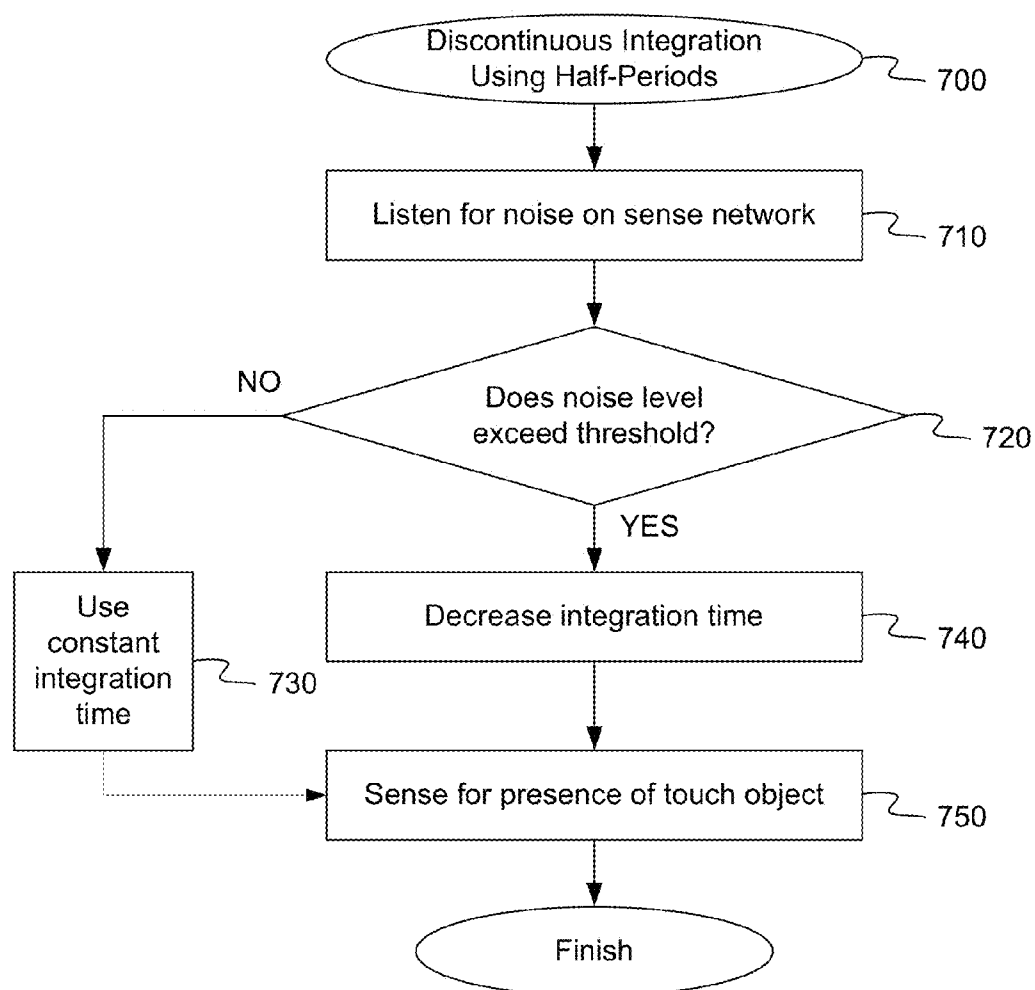 Discontinuous Integration
Using Half-Periods
700
Listen for noise on sense network
710
NO
Does noise level
exceed threshold?
720
YES
Use
constant
integration
time
730
Decrease integration time
740
Sense for presence of touch object
750
Finish